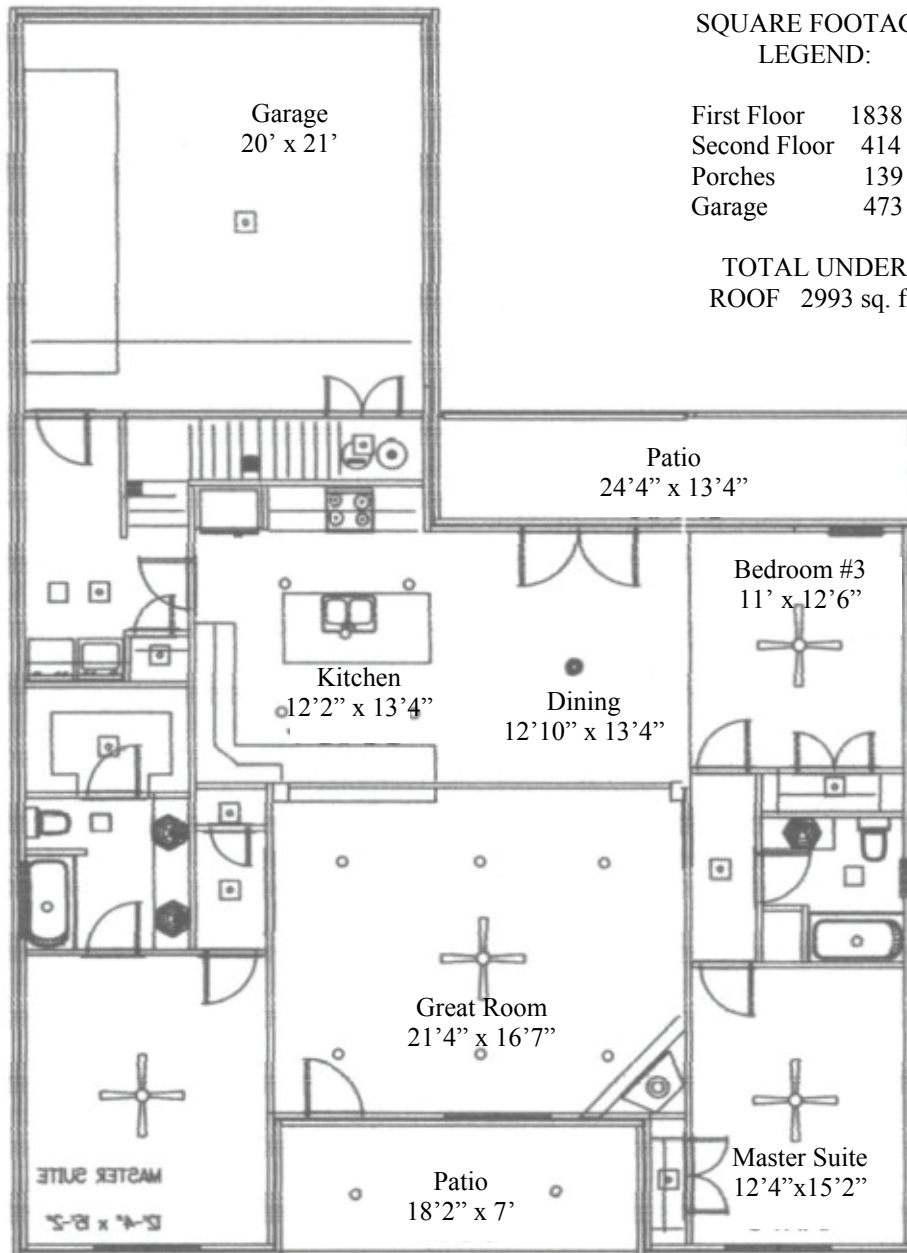 SQUARE FOOTAG
LEGEND:
First Floor 1838
Second Floor 414
Porches 139
Garage 473
TOTAL UNDER
ROOF 2993 sq. f
Garage
20’ x 21’
Patio
24’4” x 13’4”
Bedroom #3
11’ x 12’6”
Kitchen
12’2” x 13’4”
Dining
12’10” x 13’4”
Great Room
21’4” x 16’7”
MASTER SUITE
12'-4" x 15'-2"
Patio
18’2” x 7’
Master Suite
12’4”x15’2”